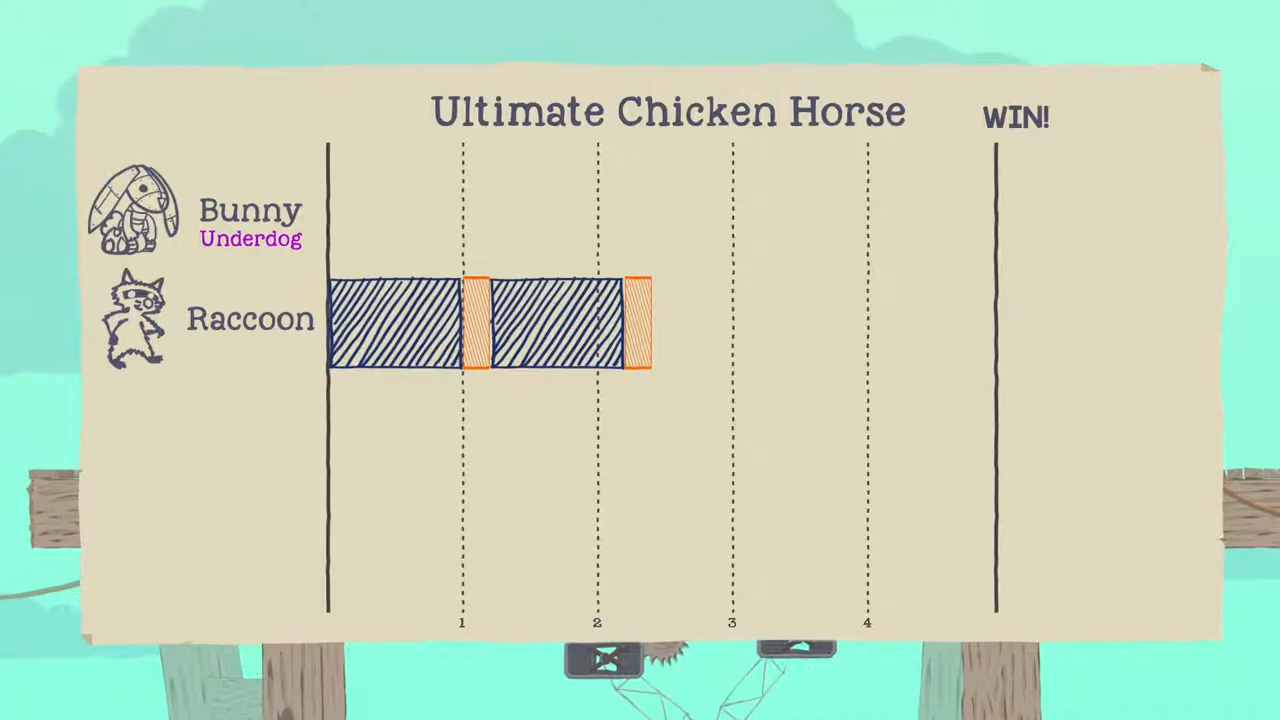 Ultimate Chicken Horse
WIN!
Bunny
Underdog
Raccoon
1 2 3 4